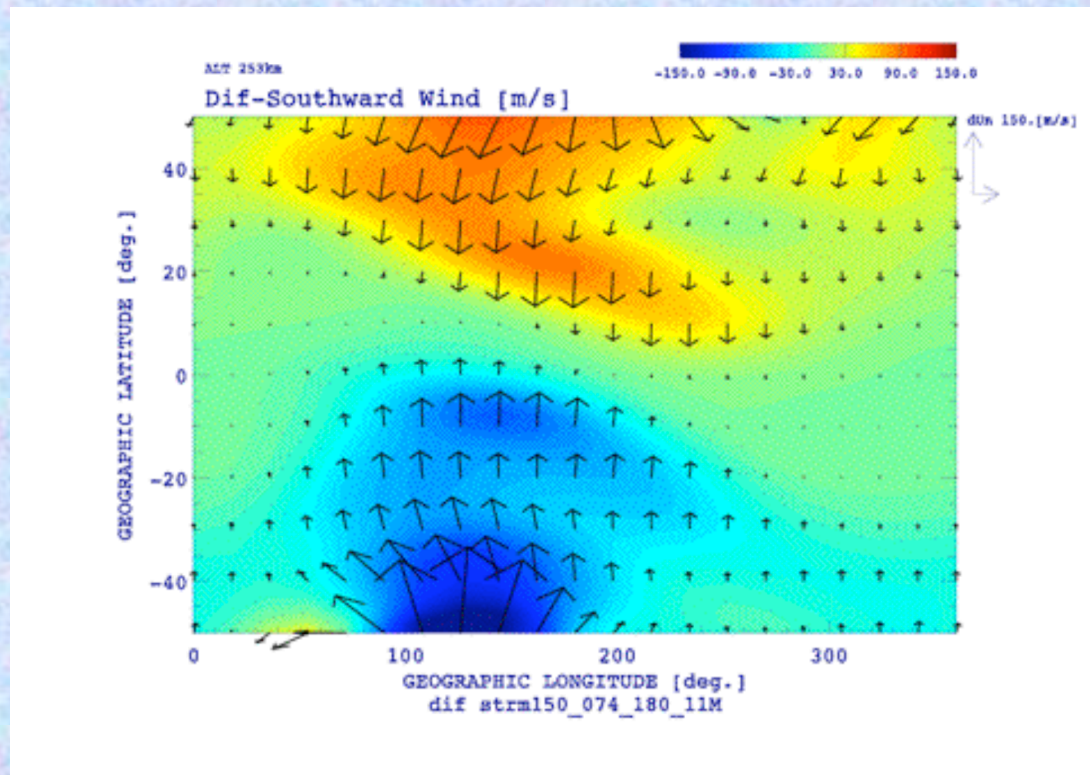 -150.0 -90.0 -30.0 30.0 90.0 150.0
ALT 253km
Dif-Southward Wind [m/s]
dUn 150.[m/s]
GEOGRAPHIC LATITUDE [deg.]
40
20
0
-20
-40
0 100 200 300
GEOGRAPHIC LONGITUDE [deg.]
dif strm150_074_180_11M